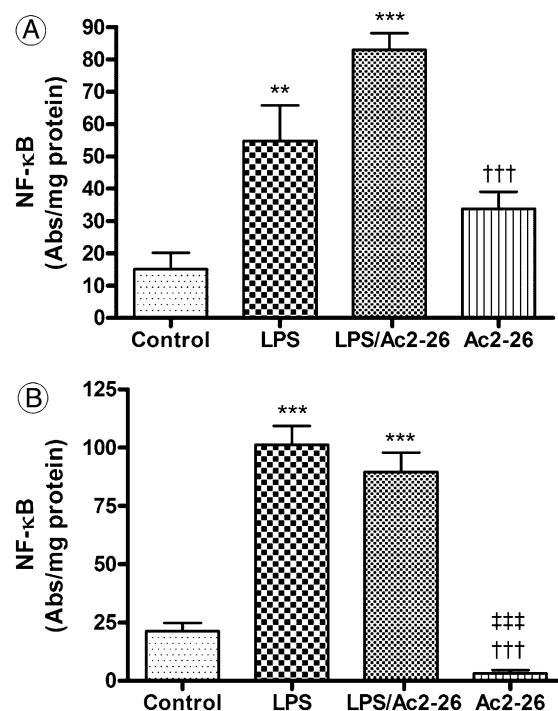 A
NF-κB
(Abs/mg protein)
90
80
70
60
50
40
30
20
10
0
**
***
†††
Control LPS LPS/Ac2-26 Ac2-26
B
NF-κB
(Abs/mg protein)
125
100
75
50
25
0
***
***
‡‡‡
†††
Control LPS LPS/Ac2-26 Ac2-26